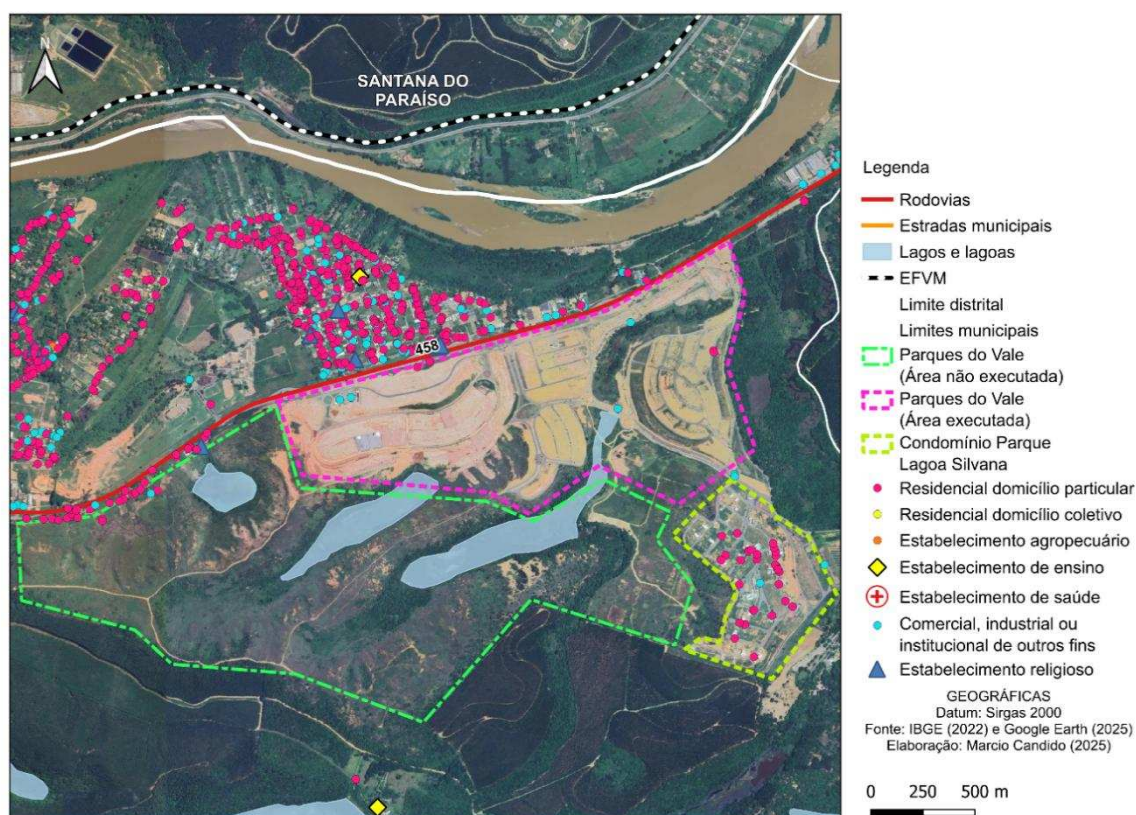 N
SANTANA DO
PARAÍSO
458
Legenda
Rodovias
Estradas municipais
Lagos e lagoas
EFVM
Limite distrital
Limites municipais
Parques do Vale
(Área não executada)
Parques do Vale
(Área executada)
Condomínio Parque
Lagoa Silvana
Residencial domicílio particular
Residencial domicílio coletivo
Estabelecimento agropecuário
Estabelecimento de ensino
Estabelecimento de saúde
Comercial, industrial ou
institucional de outros fins
Estabelecimento religioso
GEOGRÁFICAS
Datum: Sirgas 2000
Fonte: IBGE (2022) e Google Earth (2025)
Elaboração: Marcio Candido (2025)
0 250 500 m